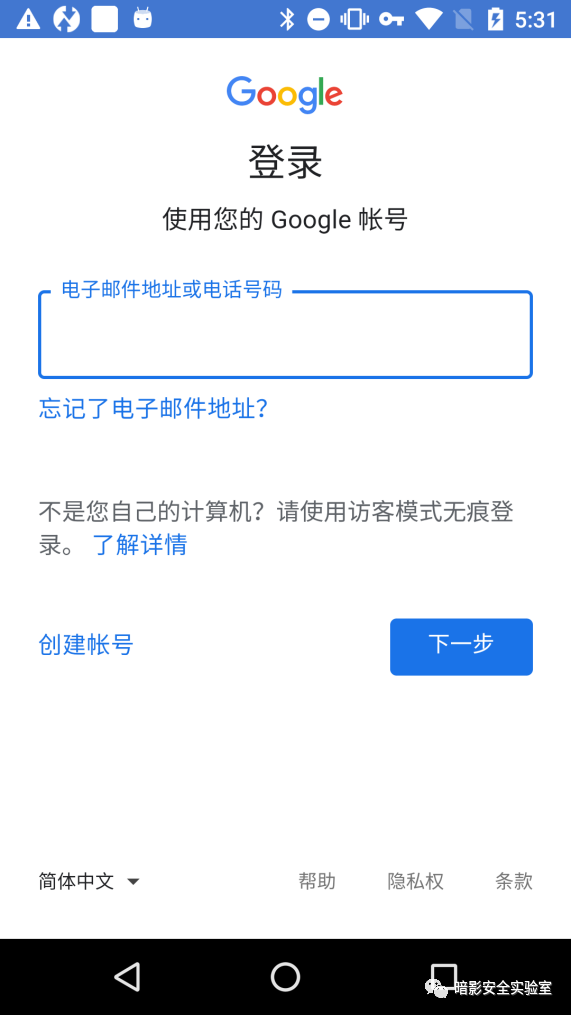 5:31
Google
登录
使用您的 Google 帐号
电子邮件地址或电话号码
忘记了电子邮件地址?
不是您自己的计算机？请使用访客模式无痕登
录。 了解详情
创建帐号
下一步
简体中文
帮助
隐私权
条款
暗影安全实验室